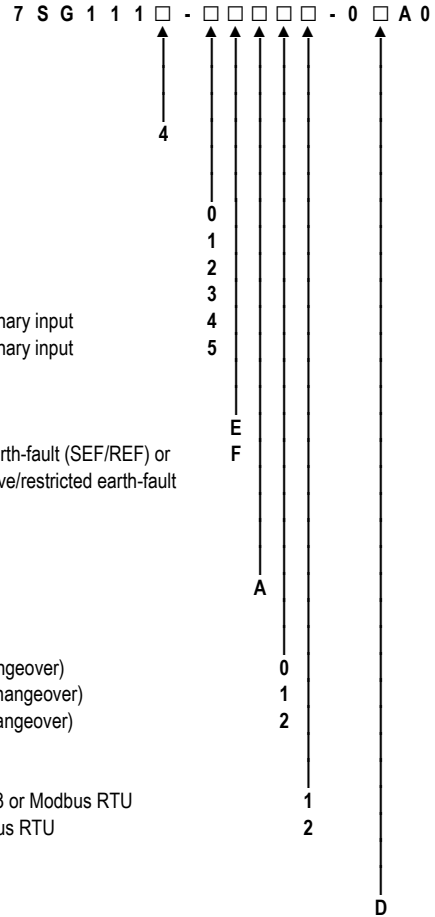 7 S G 1 1 1 □ - □ □ □ □ □ - 0 □ A 0
4
0
1
2
3
nary input 4
nary input 5
E
rth-fault (SEF/REF) or F
ve/restricted earth-fault
A
ngeover) 0
hangeover) 1
angeover) 2
3 or Modbus RTU 1
us RTU 2
D